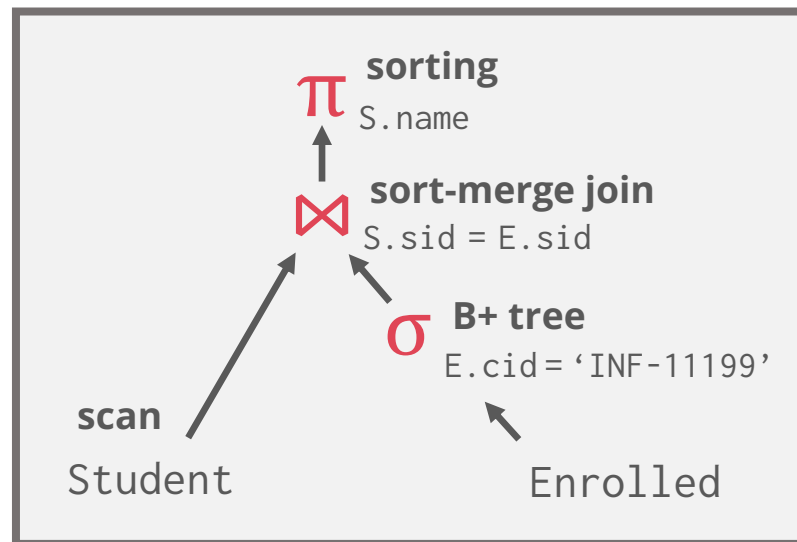 sorting
π
S.name
⋈
sort-merge join
S.sid = E.sid
σ
B+ tree
E.cid = ‘INF-11199’
scan
Student
Enrolled